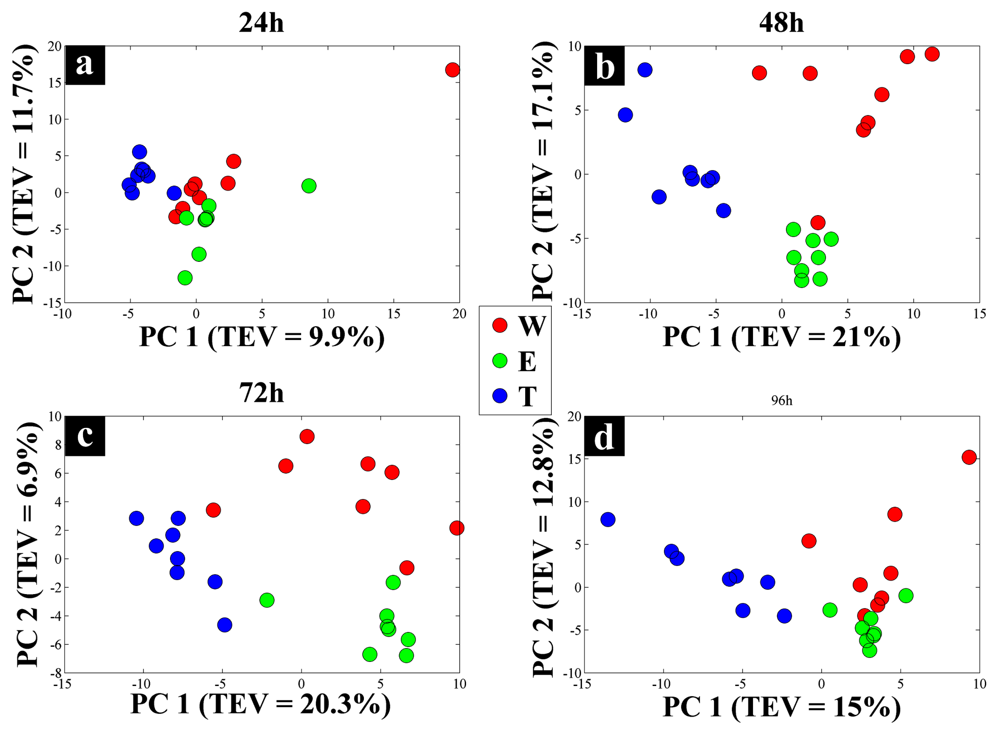 24h
a
PC 2 (TEV = 11.7%)
20
15
10
5
0
-5
-10
-15
-10
-5
0
5
10
15
20
PC 1 (TEV = 9.9%)
48h
b
PC 2 (TEV = 17.1%)
10
5
0
-5
-10
-15
-10
-5
0
5
10
15
PC 1 (TEV = 21%)
W
E
T
72h
c
PC 2 (TEV = 6.9%)
10
8
6
4
2
0
-2
-4
-6
-8
-15
-10
-5
0
5
10
PC 1 (TEV = 20.3%)
96h
d
PC 2 (TEV = 12.8%)
20
15
10
5
0
-5
-10
-15
-10
-5
0
5
10
PC 1 (TEV = 15%)